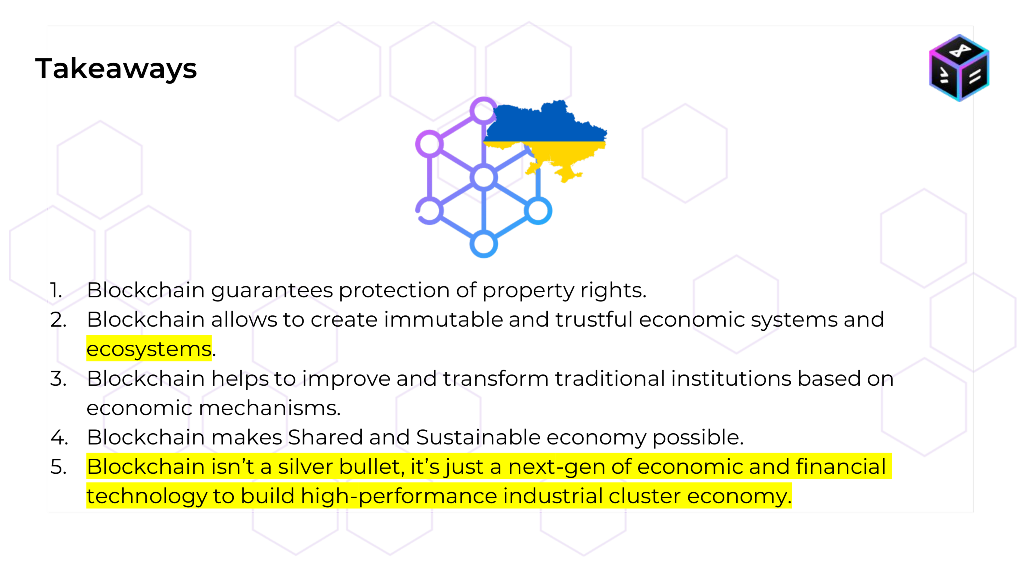 Takeaways
1. Blockchain guarantees protection of property rights.
2. Blockchain allows to create immutable and trustful economic systems and
ecosystems.
3. Blockchain helps to improve and transform traditional institutions based on
economic mechanisms.
4. Blockchain makes Shared and Sustainable economy possible.
5. Blockchain isn’t a silver bullet, it’s just a next-gen of economic and financial
technology to build high-performance industrial cluster economy.